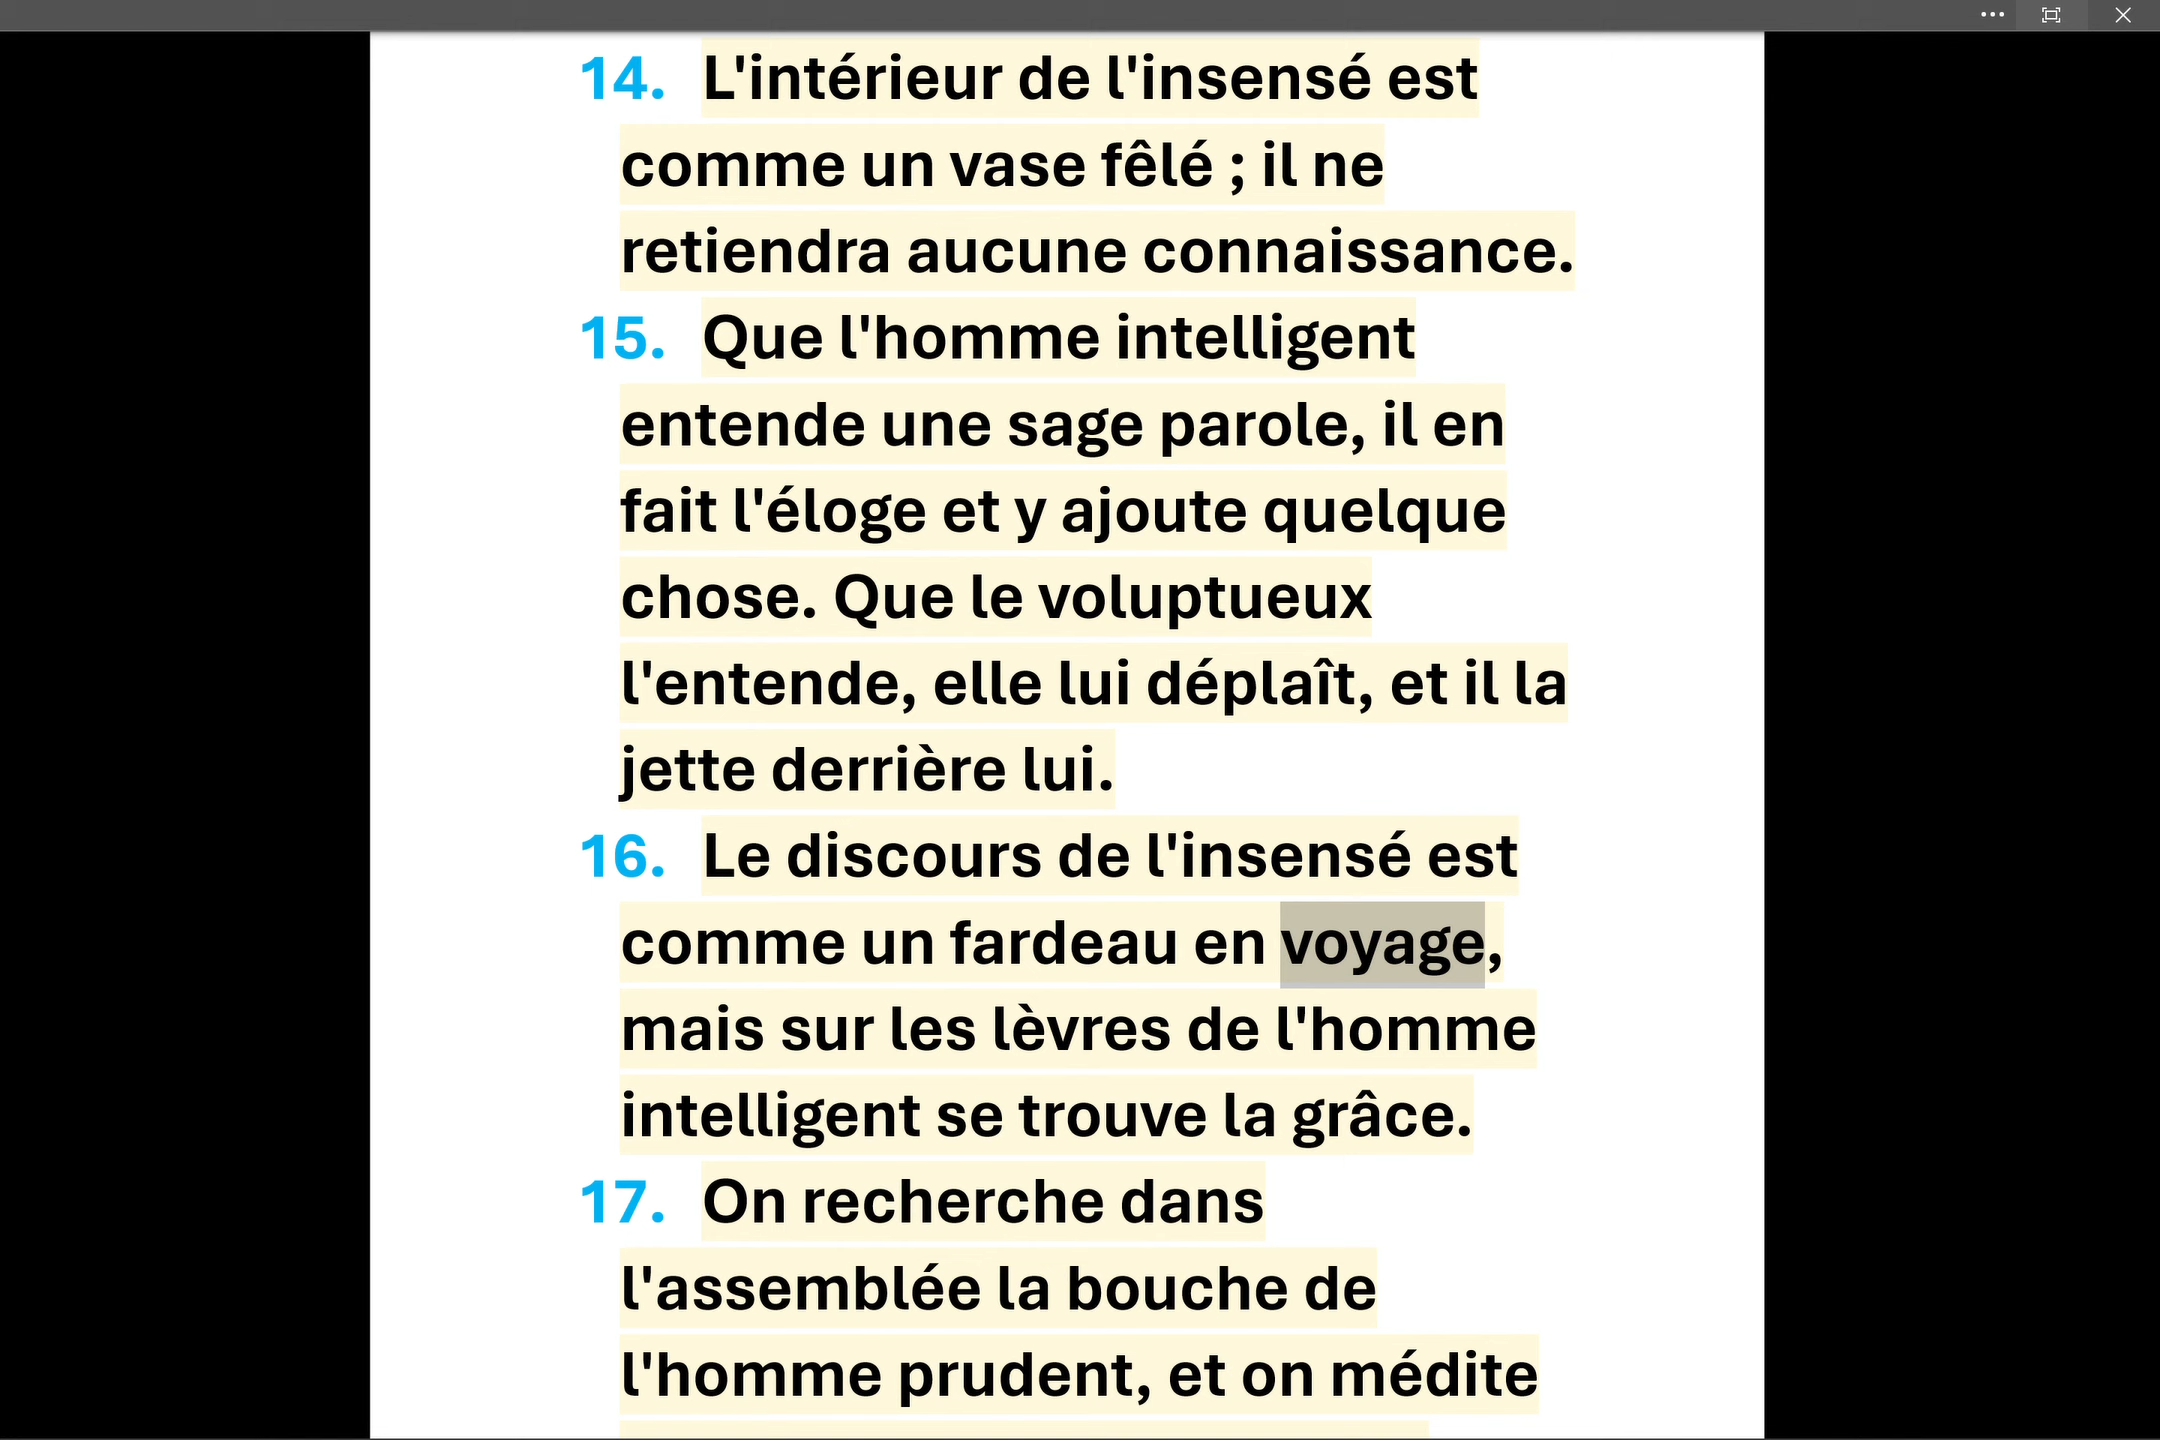 14. L'intérieur de l'insensé est
comme un vase fêlé ; il ne
retiendra aucune connaissance.
15. Que l'homme intelligent
entende une sage parole, il en
fait l'éloge et y ajoute quelque
chose. Que le voluptueux
l'entende, elle lui déplaît, et il la
jette derrière lui.
16. Le discours de l'insensé est
comme un fardeau en voyage,
mais sur les lèvres de l'homme
intelligent se trouve la grâce.
17. On recherche dans
l'assemblée la bouche de
l'homme prudent, et on médite